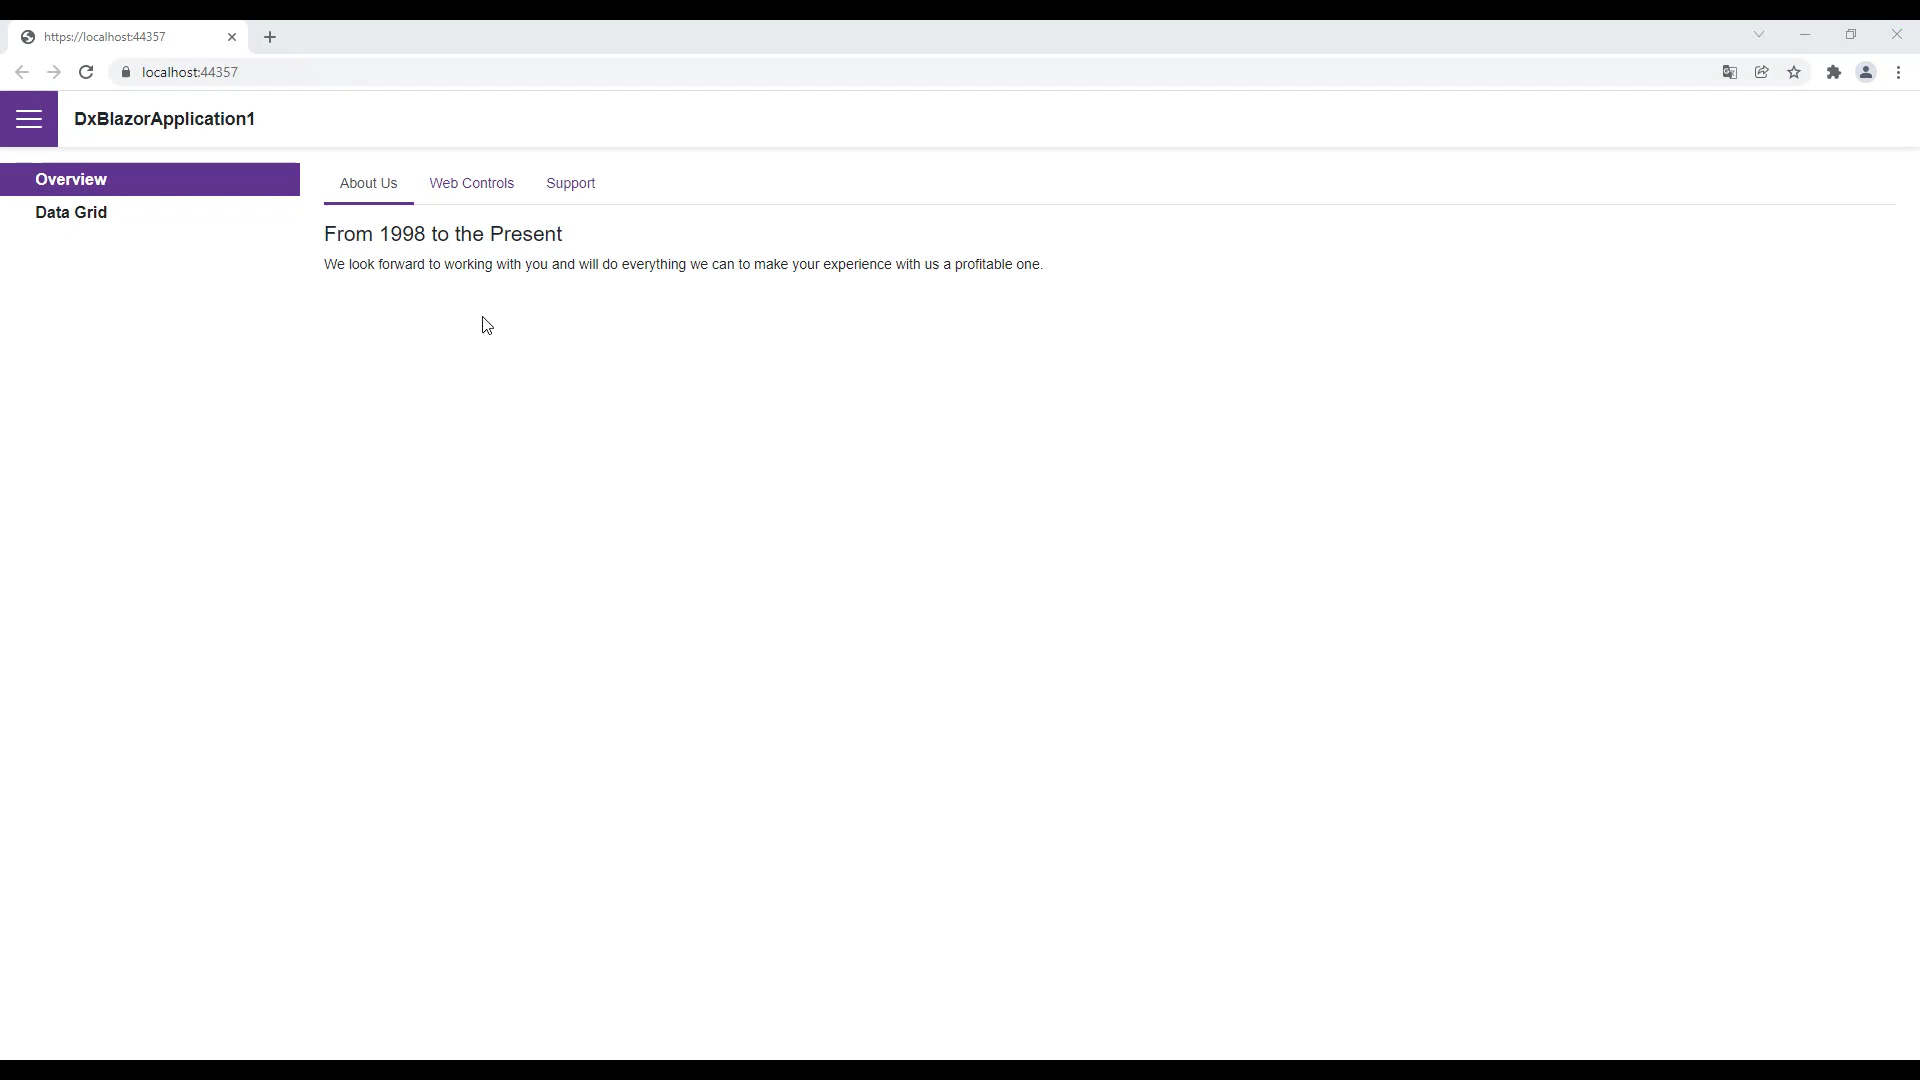 https://localhost:44357
localhost:44357
DxBlazorApplication1
Overview
Data Grid
About Us Web Controls Support
From 1998 to the Present
We look forward to working with you and will do everything we can to make your experience with us a profitable one.